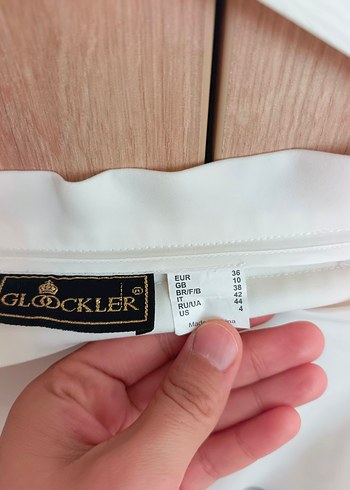 GLOOCKLER
EUR 36
GB 10
BR/F/B 38
IT 42
RU/UA 44
US 4